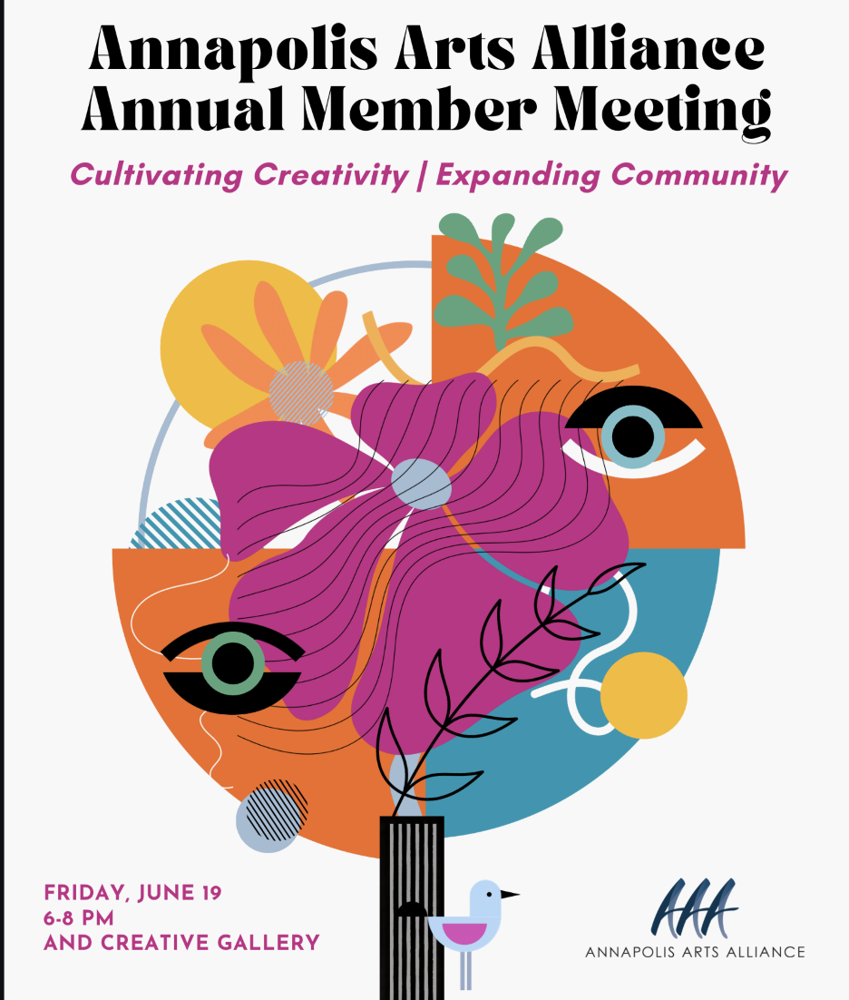 Annapolis Arts Alliance
Annual Member Meeting
Cultivating Creativity | Expanding Community
FRIDAY, JUNE 19
6-8 PM
AND CREATIVE GALLERY
AAA
ANNAPOLIS ARTS ALLIANCE